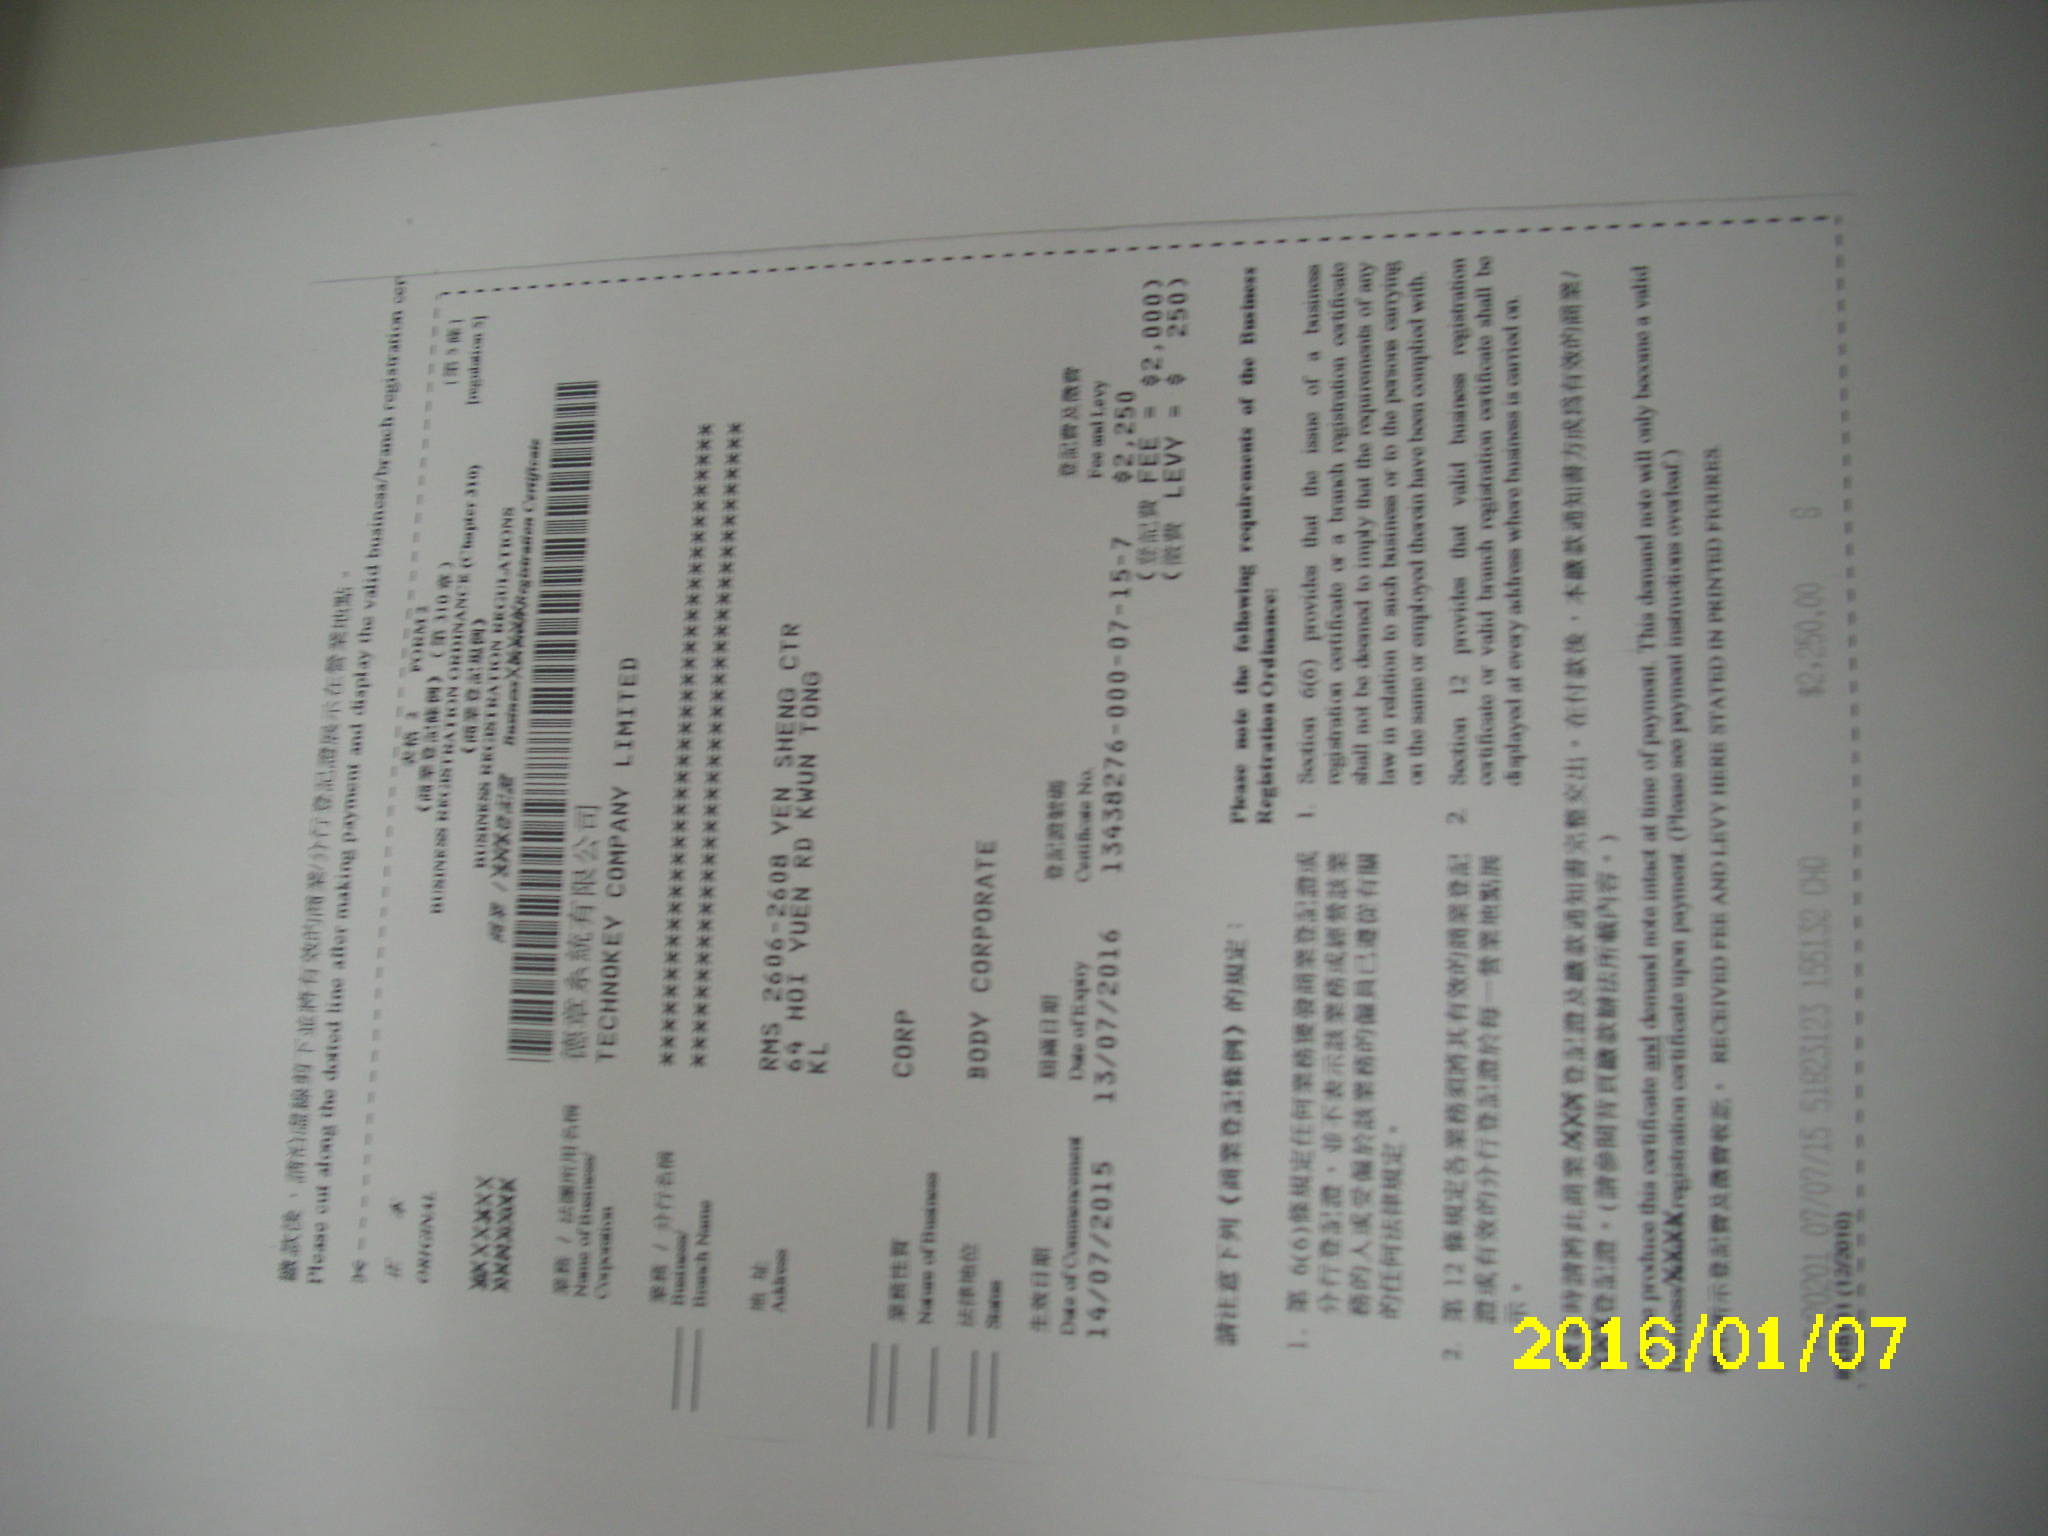 繳款後，請沿虛線剪下並將有效的商業/分行登記證展示在營業地點。
Please cut along the dotted line after making payment and display the valid business/branch registration cer
正 本
ORIGINAL
表格 2 FORM 2
[第 5 條]
《商業登記條例》（第 310 章）
[regulation 5]
BUSINESS REGISTRATION ORDINANCE (Chapter 310)
《商業登記規例》
BUSINESS REGISTRATION REGULATIONS
商業 / XXX登記證 Business/XXXXRegistration Certificate
業務 / 法團所用名稱
Name of Business/
Corporation
德章系統有限公司
TECHNOKEY COMPANY LIMITED
業務 / 分行名稱
Business/
Branch Name
地 址
Address
RMS 2606-2608 YEN SHENG CTR
64 HOI YUEN RD KWUN TONG
KL
業務性質
Nature of Business
CORP
法律地位
Status
BODY CORPORATE
生效日期
Date of Commencement
14/07/2015
屆滿日期
Date of Expiry
13/07/2016
登記證號碼
Certificate No.
13438276-000-07-15-7
登記費及徵費
Fee and Levy
$2,250
(登記費 FEE = $2,000)
(徵費 LEVY = $ 250)
請注意下列《商業登記條例》的規定：
1. 第 6(6)條規定任何業務獲發商業登記證或
分行登記證，並不表示該業務或經營該業
務的人或受僱於該業務的僱員已遵從有關
的任何法律規定。
2. 第 12 條規定各業務須將其有效的商業登記
證或有效的分行登記證於每一營業地點展
示。
Please note the following requirements of the Business
Registration Ordinance:
1. Section 6(6) provides that the issue of a business
registration certificate or a branch registration certificate
shall not be deemed to imply that the requirements of any
law in relation to such business or to the persons carrying
on the same or employed therein have been complied with.
2. Section 12 provides that valid business registration
certificate or valid branch registration certificate shall be
displayed at every address where business is carried on.
時請將此商業/XXX登記證及繳款通知書完整交出。在付款後，本繳款通知書方成為有效的商業/
登記證。（請參閱背頁繳款辦法所載內容。）
produce this certificate and demand note intact at time of payment. This demand note will only become a valid
registration certificate upon payment. (Please see payment instructions overleaf.)
所示登記費及徵費收訖。 RECEIVED FEE AND LEVY HERE STATED IN PRINTED FIGURES.
07/07/15 51823123 155132 CHQ $2,250.00
(12/2010)
2016/01/07